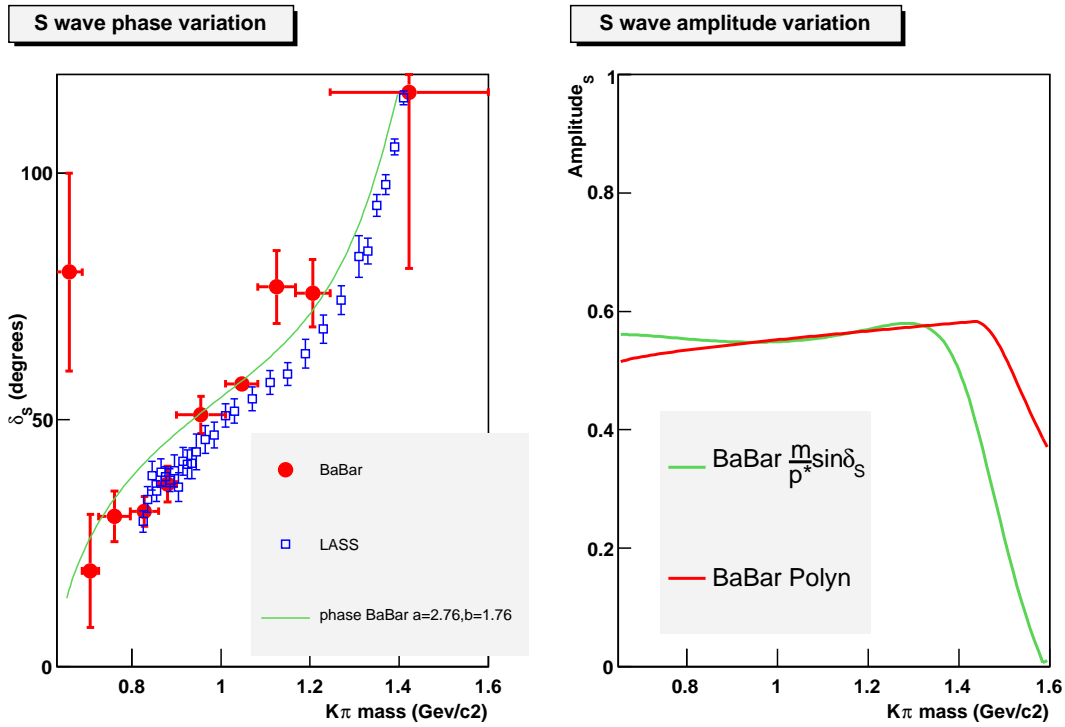 S wave phase variation
δS (degrees)
100
50
0
0.8
1
1.2
1.4
1.6
Kπ mass (Gev/c2)
BaBar
LASS
phase BaBar a=2.76,b=1.76
S wave amplitude variation
AmplitudeS
1
0.8
0.6
0.4
0.2
0
0.8
1
1.2
1.4
1.6
Kπ mass (Gev/c2)
BaBar m/p* sinδS
BaBar Polyn